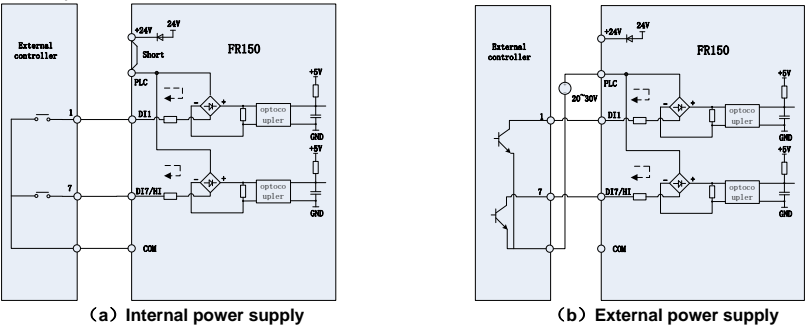 +24V
24V
External
controller
Short
FR150
PLC
+5V
1
DI1
-
+
optoco
upler
GND
+5V
7
DI7/HI
-
+
optoco
upler
GND
COM
(a) Internal power supply
External
controller
+24V
24V
FR150
PLC
20~30V
+5V
1
DI1
-
+
optoco
upler
GND
+5V
7
DI7/HI
-
+
optoco
upler
GND
COM
(b) External power supply